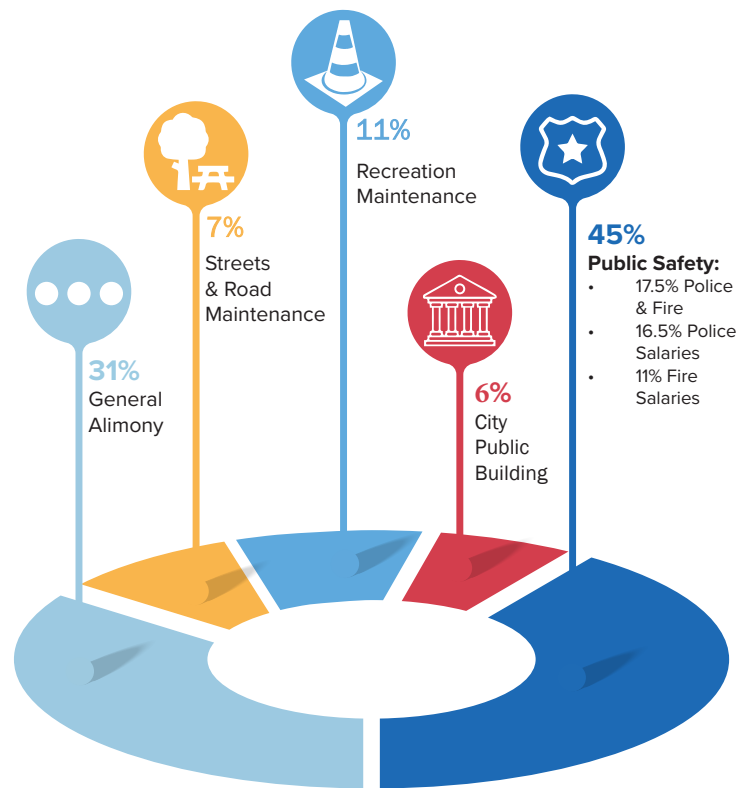 11%
Recreation
Maintenance
7%
Streets
& Road
Maintenance
45%
Public Safety:
• 17.5% Police
& Fire
• 16.5% Police
Salaries
• 11% Fire
Salaries
31%
General
Alimony
6%
City
Public
Building